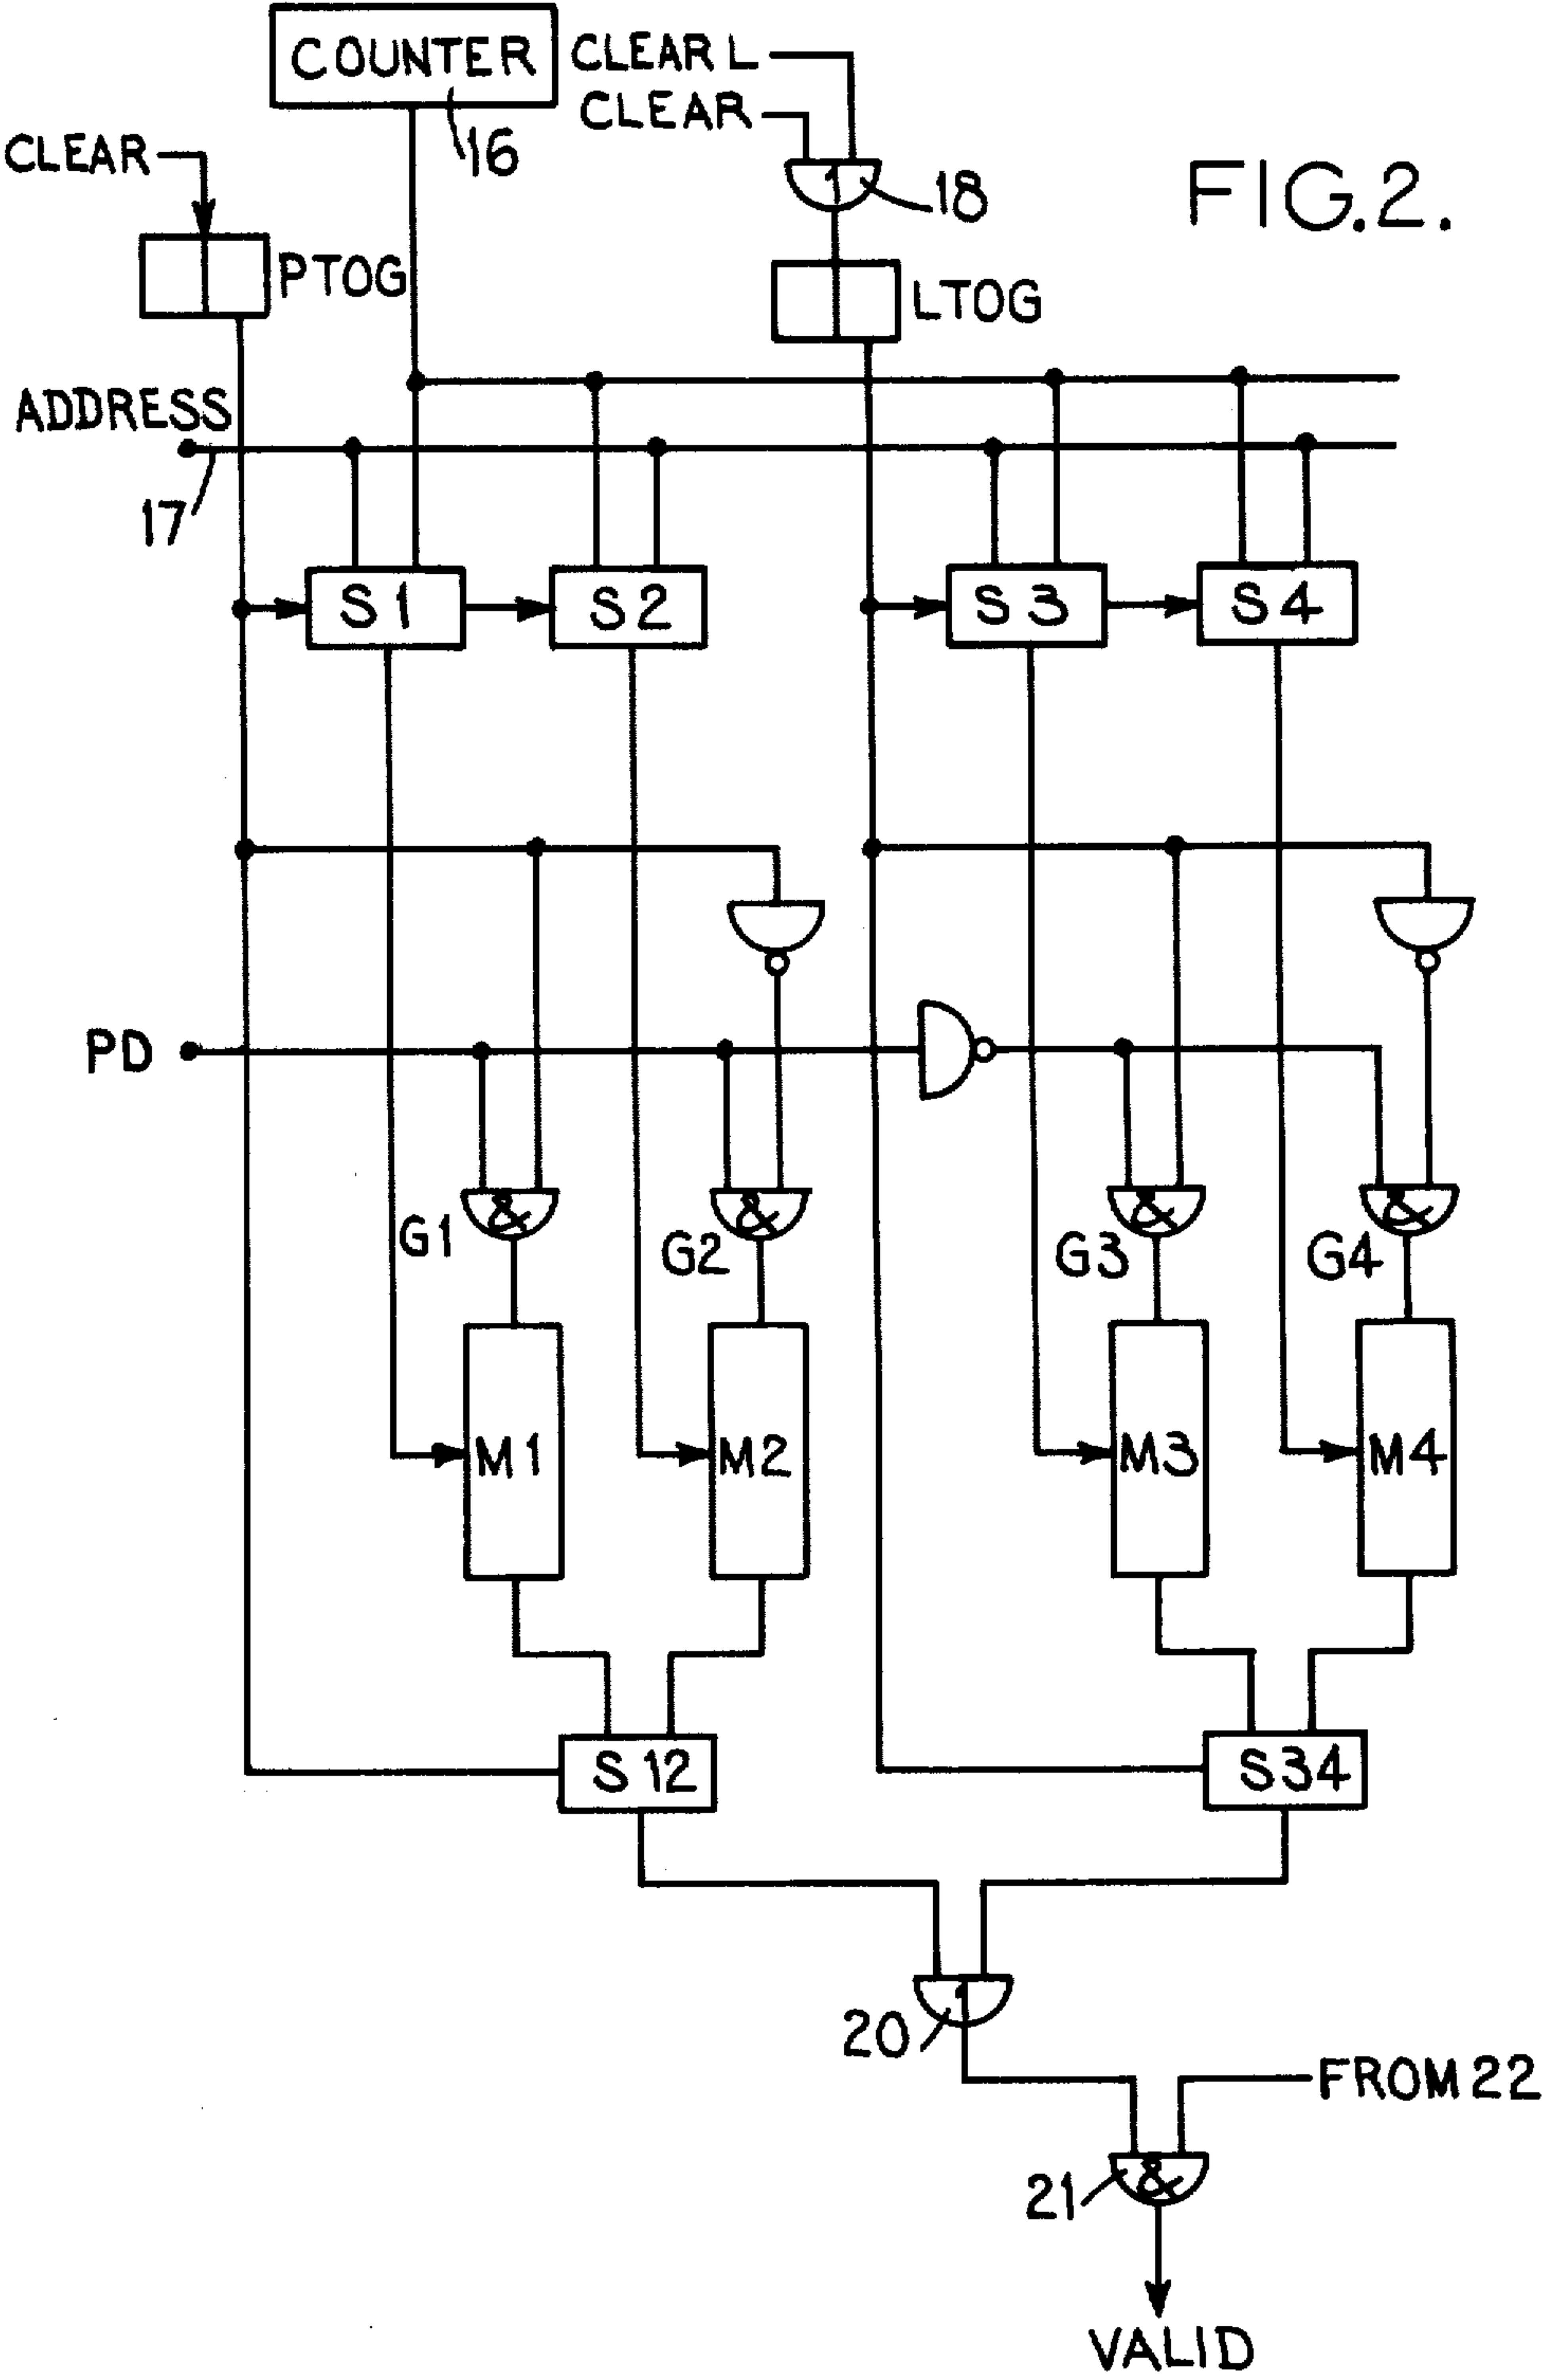 COUNTER
CLEAR L
CLEAR
16
CLEAR
1
18
FIG.2.
PTOG
LTOG
ADDRESS
17
S1
S2
S3
S4
PD
&
&
&
&
G1
G2
G3
G4
M1
M2
M3
M4
S12
S34
1
20
FROM 22
&
21
VALID